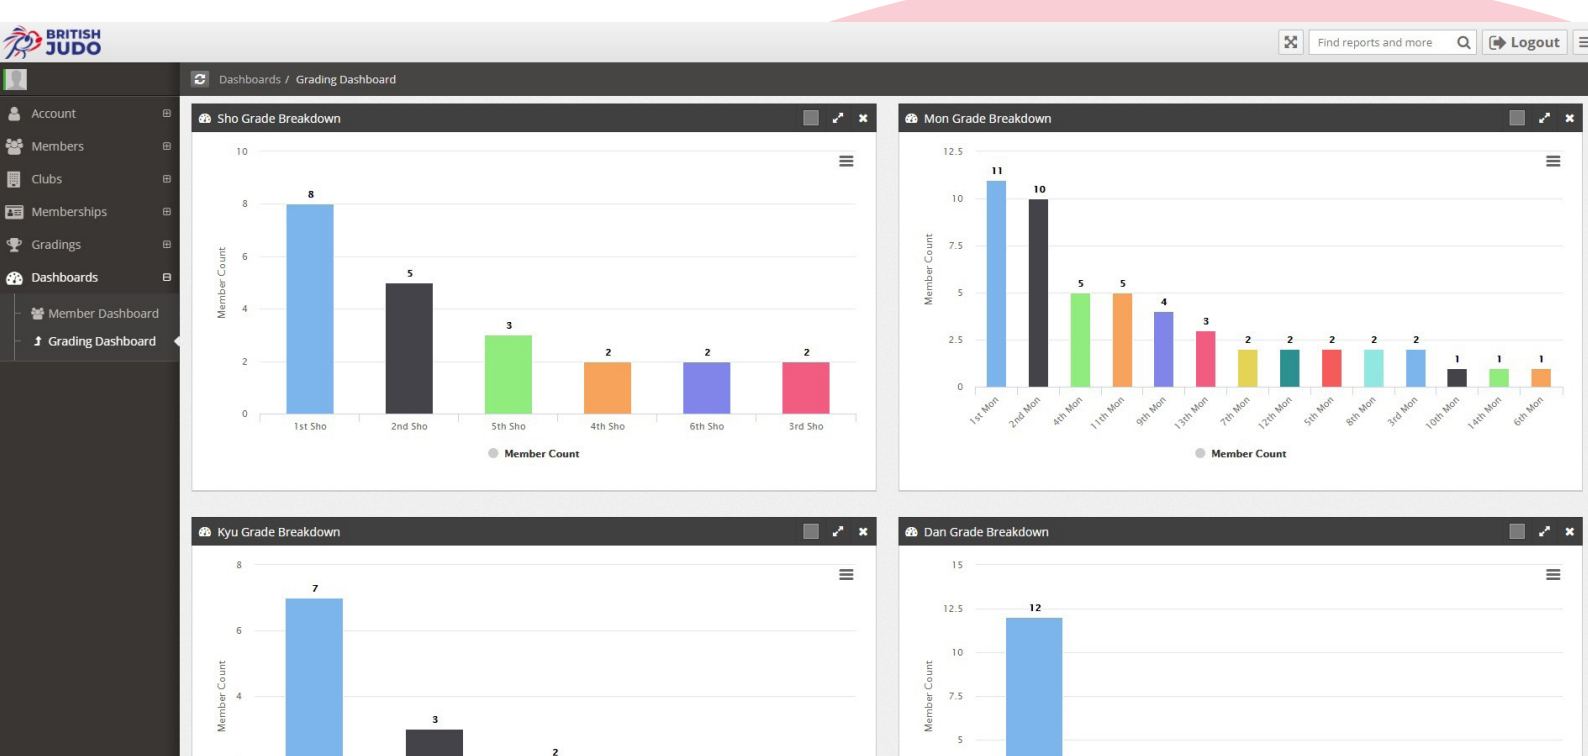 BRITISH
JUDO
Find reports and more
Logout
Dashboards / Grading Dashboard
Account
Members
Clubs
Memberships
Gradings
Dashboards
Member Dashboard
Grading Dashboard
Sho Grade Breakdown
10
8
6
4
2
0
Member Count
8
5
3
2
2
2
1st Sho
2nd Sho
5th Sho
4th Sho
6th Sho
3rd Sho
Member Count
Mon Grade Breakdown
12.5
10
7.5
5
2.5
0
Member Count
11
10
5
5
4
3
2
2
2
2
2
1
1
1
1st Mon
2nd Mon
4th Mon
11th Mon
9th Mon
13th Mon
7th Mon
12th Mon
5th Mon
8th Mon
3rd Mon
10th Mon
14th Mon
6th Mon
Member Count
Kyu Grade Breakdown
8
6
4
Member Count
7
3
2
Dan Grade Breakdown
15
12.5
10
7.5
5
Member Count
12